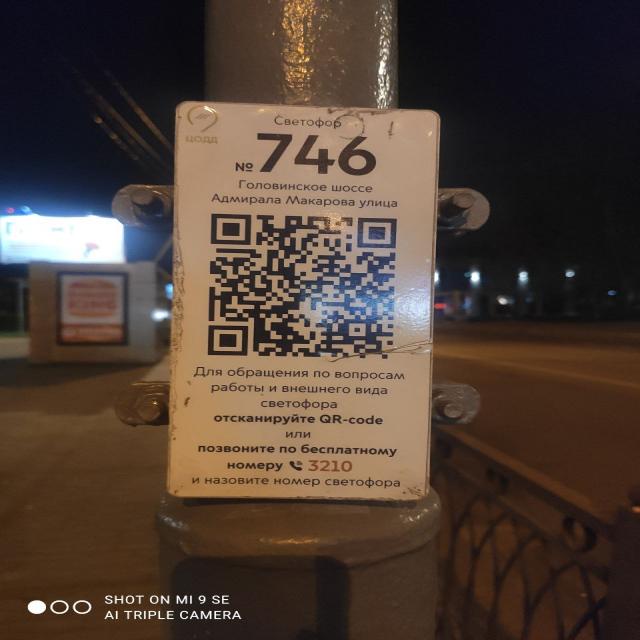 ЦОДД
Светофор
№746
Головинское шоссе
Адмирала Макарова улица
Для обращения по вопросам
работы и внешнего вида
светофора
отсканируйте QR-code
или
позвоните по бесплатному
номеру 3210
и назовите номер светофора
SHOT ON MI 9 SE
AI TRIPLE CAMERA